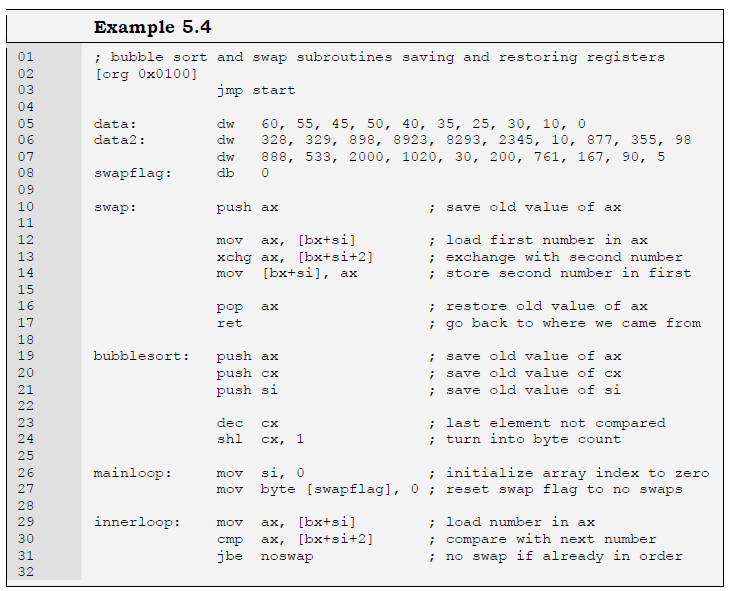 Example 5.4
01 ; bubble sort and swap subroutines saving and restoring registers
02 [org 0x0100]
03 jmp start
04
05 data: dw 60, 55, 45, 50, 40, 35, 25, 30, 10, 0
06 data2: dw 328, 329, 898, 8923, 8293, 2345, 10, 877, 355, 98
07 dw 888, 533, 2000, 1020, 30, 200, 761, 167, 90, 5
08 swapflag: db 0
09
10 swap: push ax ; save old value of ax
11
12 mov ax, [bx+si] ; load first number in ax
13 xchg ax, [bx+si+2] ; exchange with second number
14 mov [bx+si], ax ; store second number in first
15
16 pop ax ; restore old value of ax
17 ret ; go back to where we came from
18
19 bubblesort: push ax ; save old value of ax
20 push cx ; save old value of cx
21 push si ; save old value of si
22
23 dec cx ; last element not compared
24 shl cx, 1 ; turn into byte count
25
26 mainloop: mov si, 0 ; initialize array index to zero
27 mov byte [swapflag], 0 ; reset swap flag to no swaps
28
29 innerloop: mov ax, [bx+si] ; load number in ax
30 cmp ax, [bx+si+2] ; compare with next number
31 jbe noswap ; no swap if already in order
32